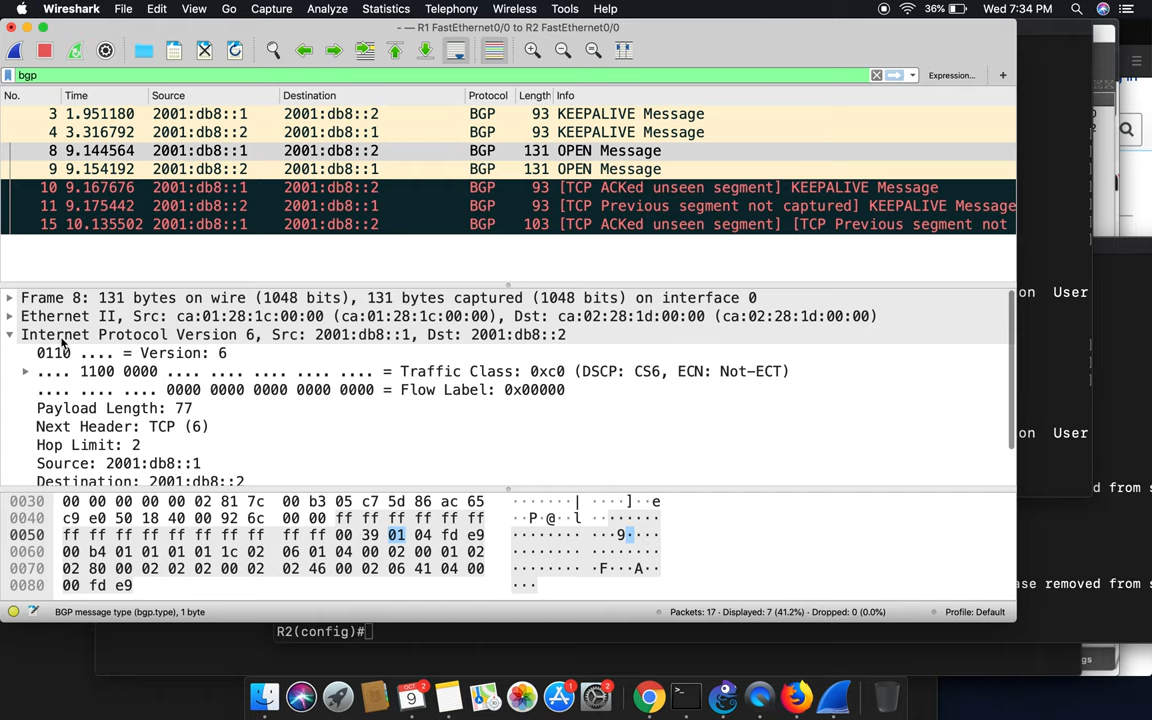 Wireshark File Edit View Go Capture Analyze Statistics Telephony Wireless Tools Help 36% Wed 7:34 PM
- — R1 FastEthernet0/0 to R2 FastEthernet0/0
bgp Expression... +
No. Time Source Destination Protocol Length Info
3 1.951180 2001:db8::1 2001:db8::2 BGP 93 KEEPALIVE Message
4 3.316792 2001:db8::2 2001:db8::1 BGP 93 KEEPALIVE Message
8 9.144564 2001:db8::1 2001:db8::2 BGP 131 OPEN Message
9 9.154192 2001:db8::2 2001:db8::1 BGP 131 OPEN Message
10 9.167676 2001:db8::1 2001:db8::2 BGP 93 [TCP ACKed unseen segment] KEEPALIVE Message
11 9.175442 2001:db8::2 2001:db8::1 BGP 93 [TCP Previous segment not captured] KEEPALIVE Message
15 10.135502 2001:db8::1 2001:db8::2 BGP 103 [TCP ACKed unseen segment] [TCP Previous segment not
Frame 8: 131 bytes on wire (1048 bits), 131 bytes captured (1048 bits) on interface 0
Ethernet II, Src: ca:01:28:1c:00:00 (ca:01:28:1c:00:00), Dst: ca:02:28:1d:00:00 (ca:02:28:1d:00:00)
Internet Protocol Version 6, Src: 2001:db8::1, Dst: 2001:db8::2
0110 .... = Version: 6
.... 1100 0000 .... .... .... .... .... = Traffic Class: 0xc0 (DSCP: CS6, ECN: Not-ECT)
.... .... .... 0000 0000 0000 0000 0000 = Flow Label: 0x00000
Payload Length: 77
Next Header: TCP (6)
Hop Limit: 2
Source: 2001:db8::1
Destination: 2001:db8::2
0030 00 00 00 00 00 02 81 7c 00 b3 05 c7 5d 86 ac 65 ·······| ····]··e
0040 c9 e0 50 18 40 00 92 6c 00 00 ff ff ff ff ff ff ··P·@··l ········
0050 ff ff ff ff ff ff ff ff ff ff 00 39 01 04 fd e9 ········ ···9····
0060 00 b4 01 01 01 01 1c 02 06 01 04 00 02 00 01 02 ········ ········
0070 02 80 00 02 02 02 00 02 02 46 00 02 06 41 04 00 ········ ·F···A··
0080 00 fd e9 ···
BGP message type (bgp.type), 1 byte Packets: 17 · Displayed: 7 (41.2%) · Dropped: 0 (0.0%) Profile: Default
on User
on User
d from s
ase removed from s
R2(config)#
gs
OCT 9 2
1
2